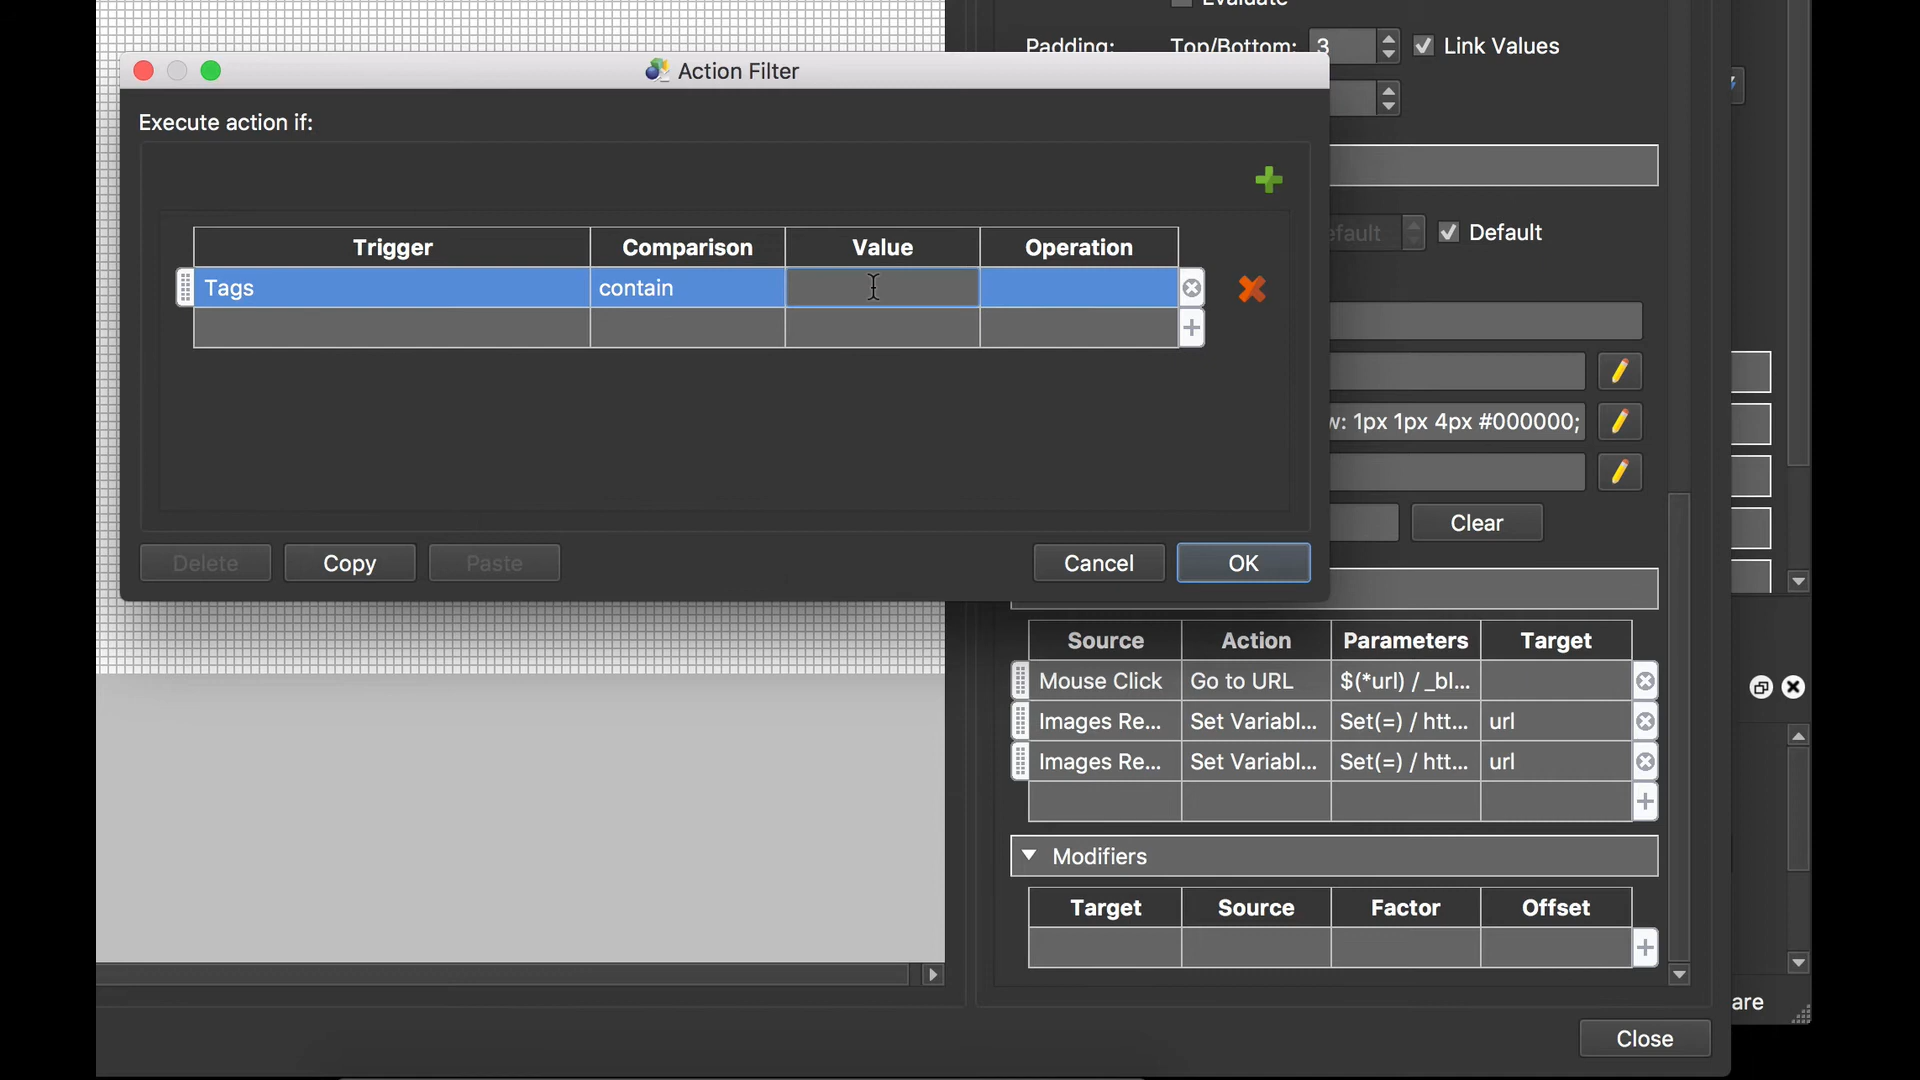 Evaluate
Padding: Top/Bottom: 3 Link Values
Action Filter
Execute action if:
Default
Trigger Comparison Value Operation
Tags contain
w: 1px 1px 4px #000000;
Clear
Delete Copy Paste Cancel OK
Source Action Parameters Target
Mouse Click Go to URL $(*url) / _bl...
Images Re... Set Variabl... Set(=) / htt... url
Images Re... Set Variabl... Set(=) / htt... url
Modifiers
Target Source Factor Offset
are
Close